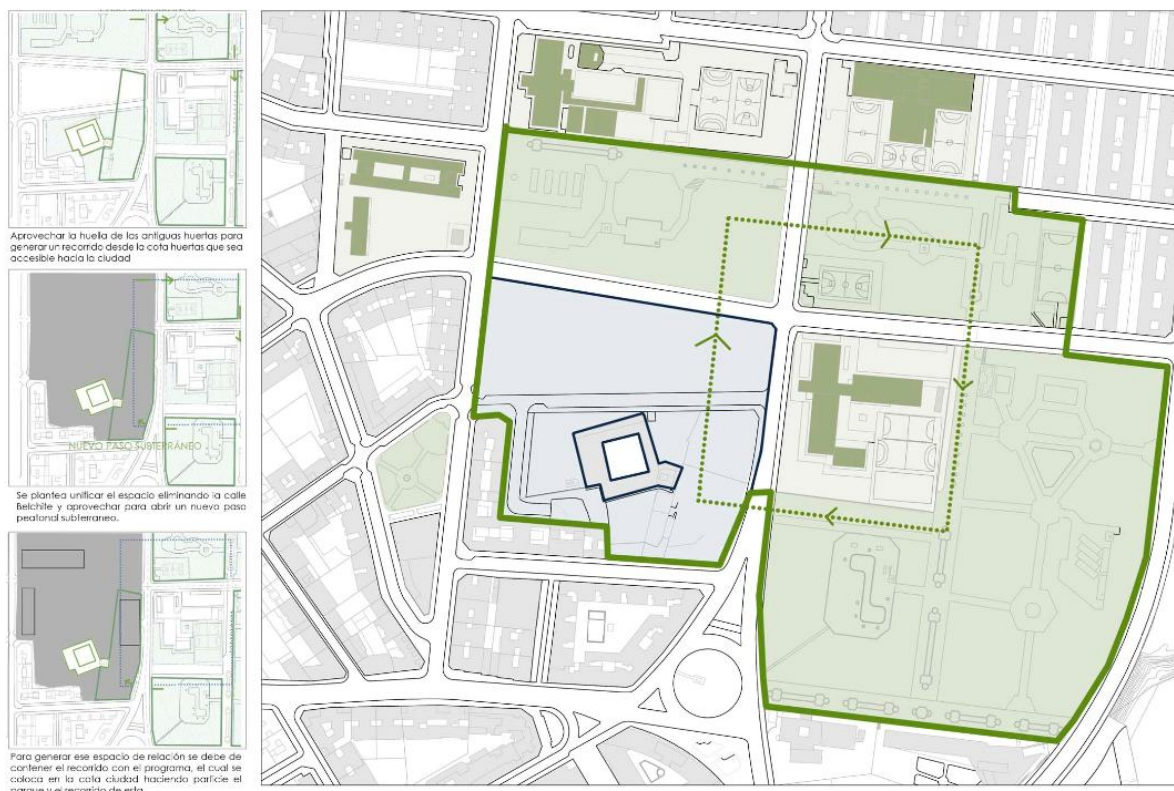 Aprovechar la huella de las antiguas huertas para
generar un recorrido desde la cota huertas que sea
accesible hacia la ciudad
NUEVO PASO SUBTERRÁNEO
Se plantea unificar el espacio eliminando la calle
Belchite y aprovechar para abrir un nuevo paso
peatonal subterraneo.
Para generar ese espacio de relación se debe de
contener el recorrido con el programa, el cual se
coloca en la cota ciudad haciendo participe el
parque y el recorrido de esta